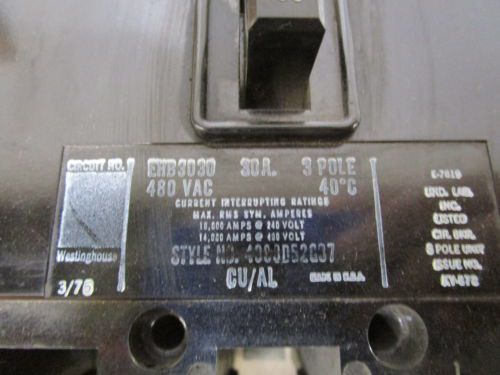 CIRCUIT NO.
Westinghouse
3/76
EHB3030 30A. 3 POLE
480 VAC 40°C
CURRENT INTERRUPTING RATINGS
MAX. RMS SYM. AMPERES
18,000 AMPS @ 240 VOLT
14,000 AMPS @ 480 VOLT
STYLE NO.
CU/AL
MADE IN U.S.A.
E-7819
UND. LAB.
INC.
LISTED
CIR. BKR.
POLE UNIT
ISSUE NO.